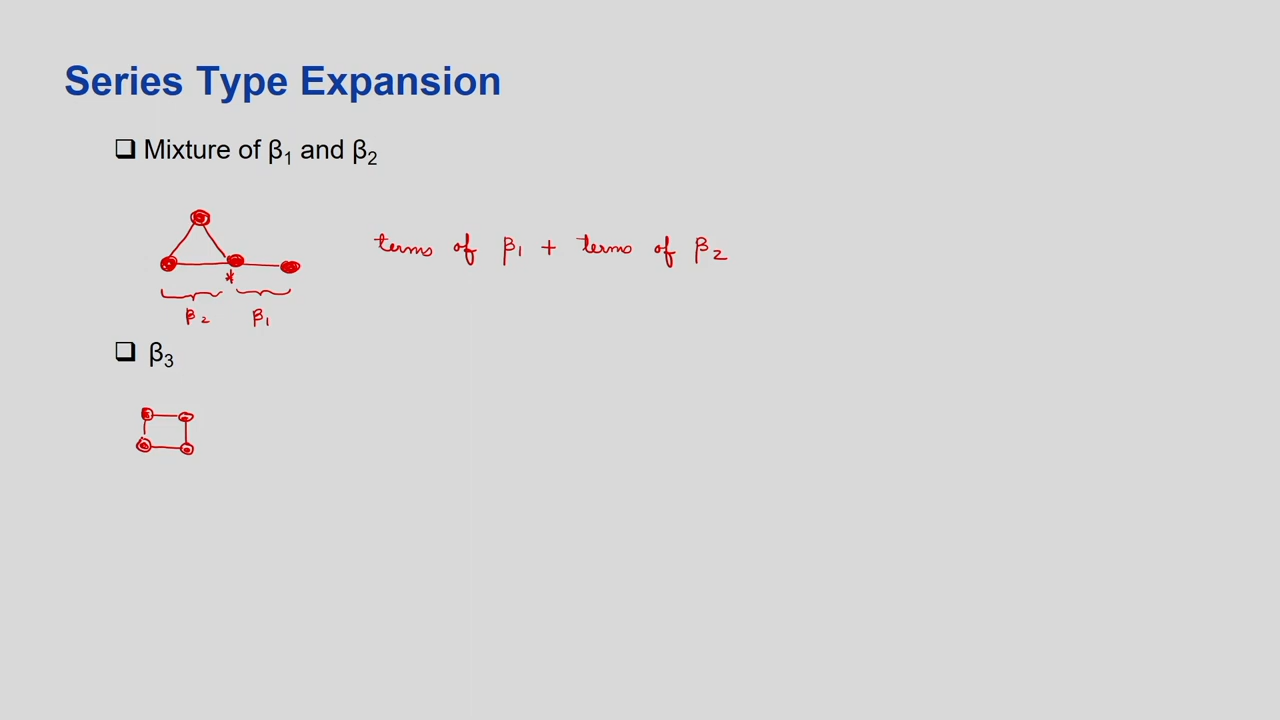 Series Type Expansion
❑ Mixture of β₁ and β₂
terms of β₁ + terms of β₂
*
β₂ β₁
❑ β₃